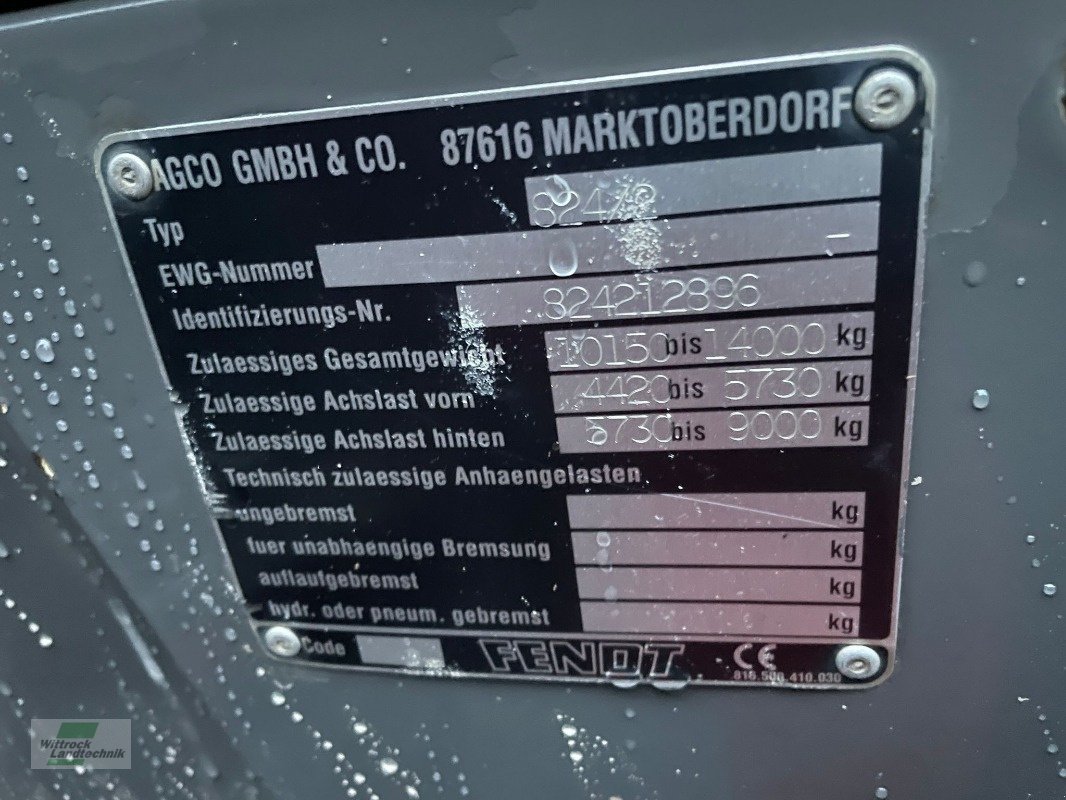 AGCO GMBH & CO. 87616 MARKTOBERDORF
Typ
EWG-Nummer –
Identifizierungs-Nr. 824212896
Zulaessiges Gesamtgewicht 10150 bis 14000 kg
Zulaessige Achslast vorn 4420 bis 5730 kg
Zulaessige Achslast hinten 6730 bis 9000 kg
Technisch zulaessige Anhaengelasten
ungebremst kg
fuer unabhaengige Bremsung kg
auflaufgebremst kg
hydr. oder pneum. gebremst kg
Code FENDT CE
816.500.410.030
Wittrock
Landtechnik